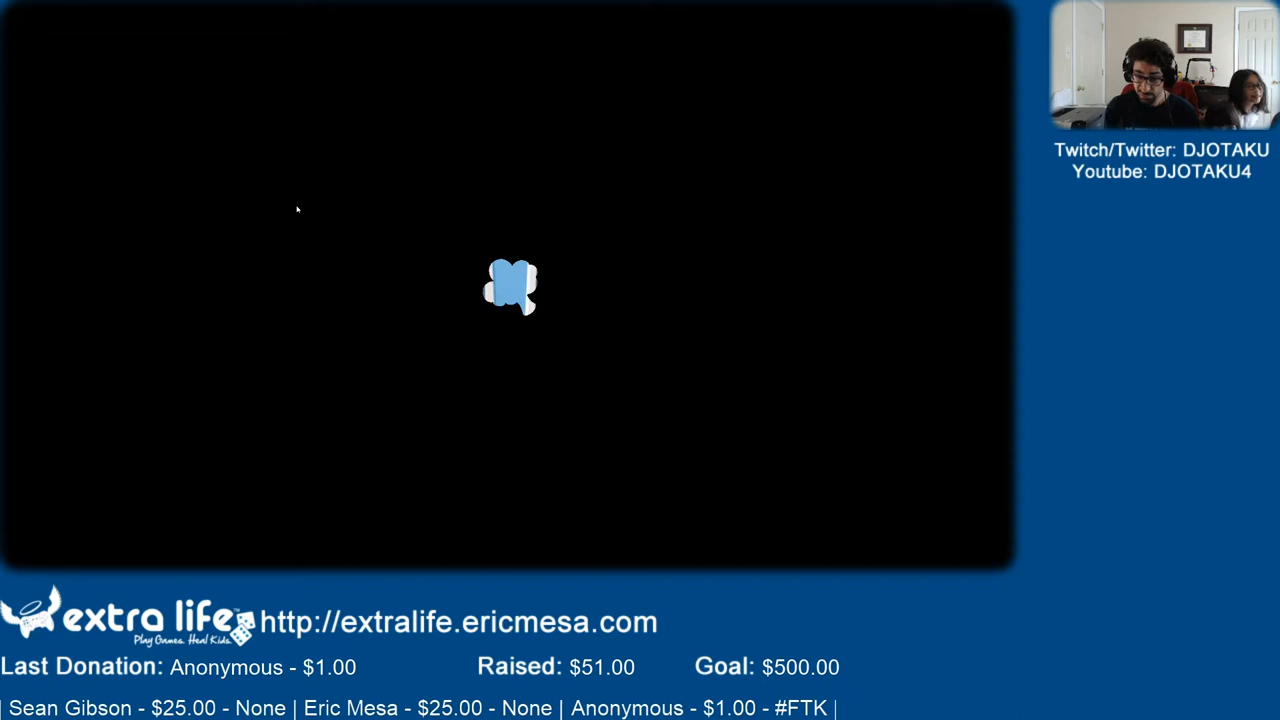 Twitch/Twitter: DJOTAKU
Youtube: DJOTAKU4
extra life
Play Games. Heal Kids.
http://extralife.ericmesa.com
Last Donation: Anonymous - $1.00
Raised: $51.00
Goal: $500.00
| Sean Gibson - $25.00 - None | Eric Mesa - $25.00 - None | Anonymous - $1.00 - #FTK |